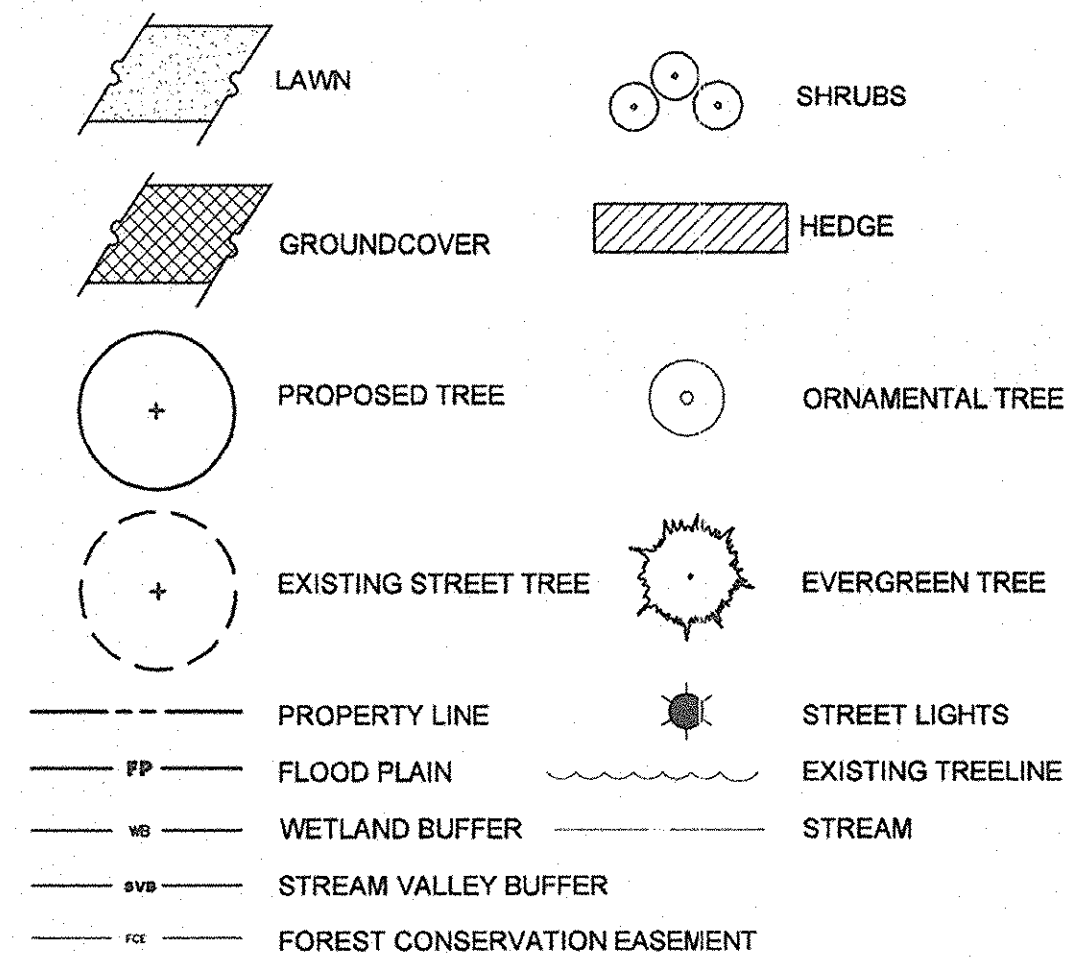 LAWN
SHRUBS
GROUNDCOVER
HEDGE
PROPOSED TREE
ORNAMENTAL TREE
EXISTING STREET TREE
EVERGREEN TREE
PROPERTY LINE
STREET LIGHTS
FP FLOOD PLAIN
EXISTING TREELINE
WB WETLAND BUFFER
STREAM
SVB STREAM VALLEY BUFFER
FCE FOREST CONSERVATION EASEMENT